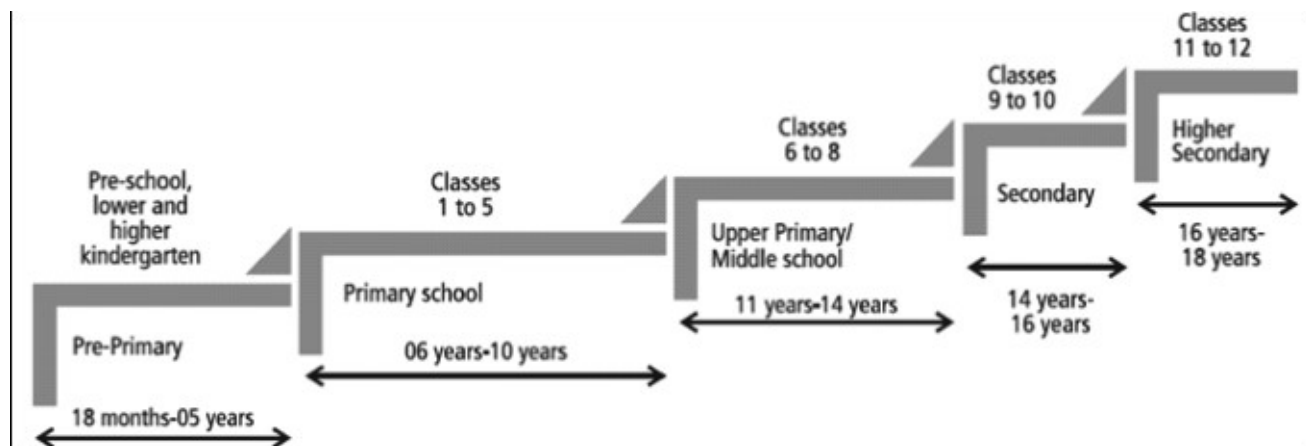 Pre-school,
lower and
higher
kindergarten
Pre-Primary
18 months-05 years
Classes
1 to 5
Primary school
06 years-10 years
Classes
6 to 8
Upper Primary/
Middle school
11 years-14 years
Classes
9 to 10
Secondary
14 years-
16 years
Classes
11 to 12
Higher
Secondary
16 years-
18 years